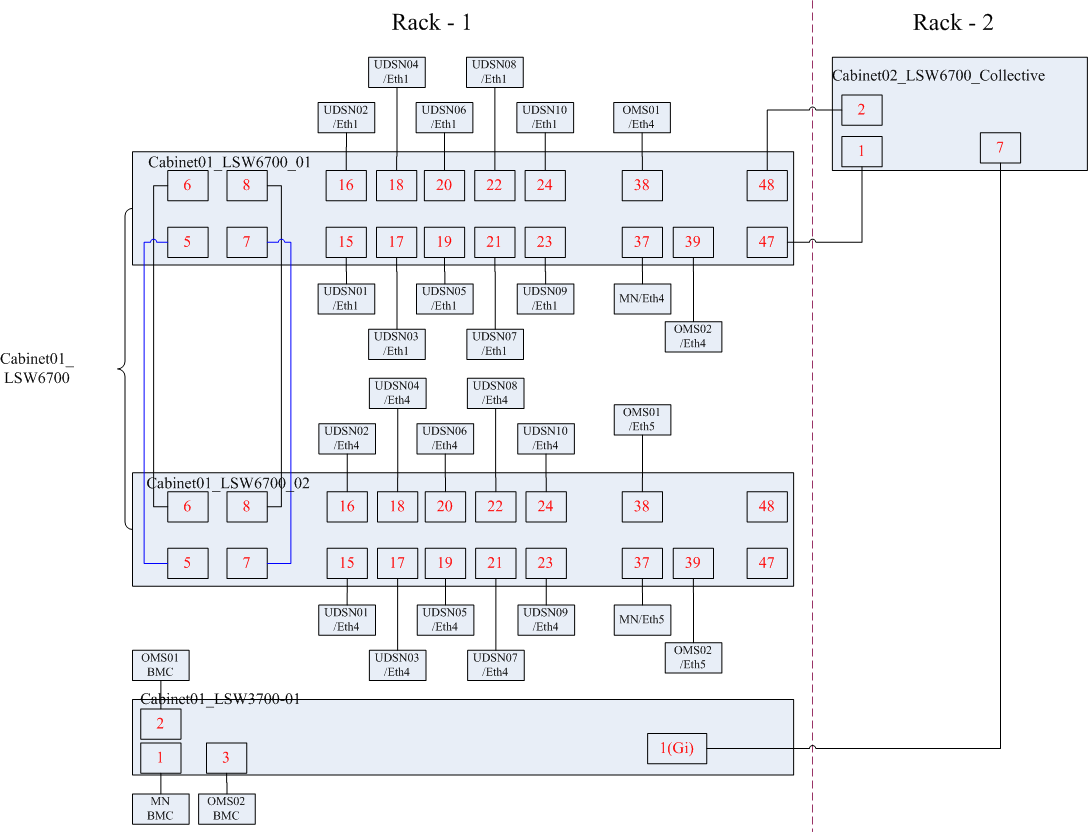 Rack - 1
Rack - 2
UDSN04
/Eth1
UDSN08
/Eth1
Cabinet02_LSW6700_Collective
UDSN02
/Eth1
UDSN06
/Eth1
UDSN10
/Eth1
OMS01
/Eth4
2
1
7
Cabinet01_LSW6700_01
6
8
16
18
20
22
24
38
48
5
7
15
17
19
21
23
37
39
47
UDSN01
/Eth1
UDSN05
/Eth1
UDSN09
/Eth1
MN/Eth4
UDSN03
/Eth1
UDSN07
/Eth1
OMS02
/Eth4
Cabinet01_
LSW6700
UDSN04
/Eth4
UDSN08
/Eth4
UDSN02
/Eth4
UDSN06
/Eth4
UDSN10
/Eth4
OMS01
/Eth5
Cabinet01_LSW6700_02
6
8
16
18
20
22
24
38
48
5
7
15
17
19
21
23
37
39
47
UDSN01
/Eth4
UDSN05
/Eth4
UDSN09
/Eth4
MN/Eth5
UDSN03
/Eth4
UDSN07
/Eth4
OMS02
/Eth5
OMS01
BMC
Cabinet01_LSW3700-01
2
1
3
1(Gi)
MN
BMC
OMS02
BMC